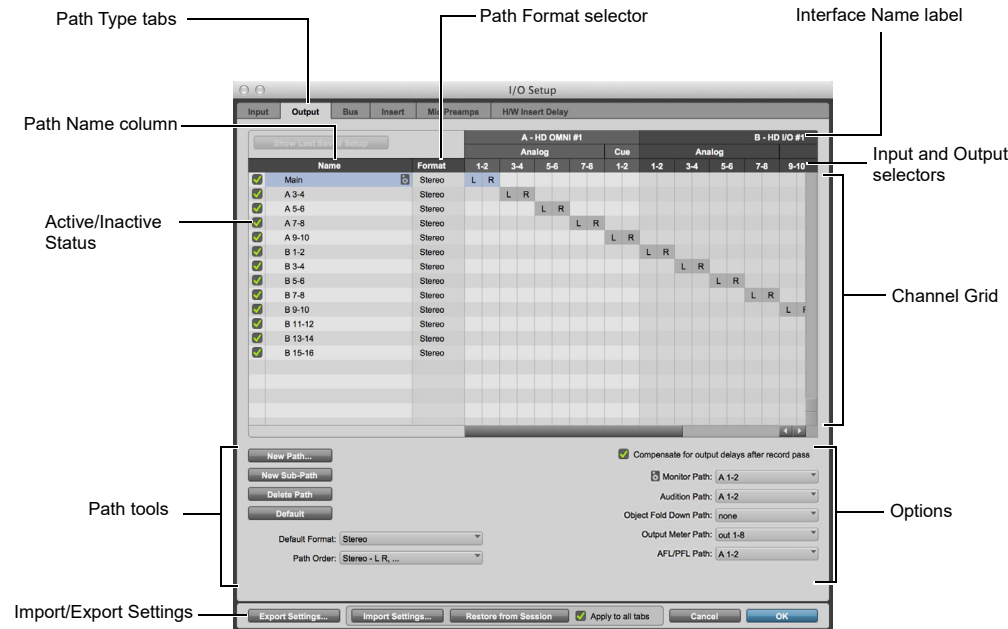 Path Type tabs
Path Format selector
Interface Name label
I/O Setup
Input Output Bus Insert Mic Preamps H/W Insert Delay
Path Name column
Show Last Saved Setup
A - HD OMNI #1 B - HD I/O #1
Analog Cue Analog
Name Format 1-2 3-4 5-6 7-8 1-2 1-2 3-4 5-6 7-8 9-10
Input and Output
selectors
Main Stereo L R
A 3-4 Stereo L R
A 5-6 Stereo L R
A 7-8 Stereo L R
A 9-10 Stereo L R
B 1-2 Stereo L R
B 3-4 Stereo L R
B 5-6 Stereo L R
B 7-8 Stereo L R
B 9-10 Stereo L
B 11-12 Stereo
B 13-14 Stereo
B 15-16 Stereo
Active/Inactive
Status
Channel Grid
New Path...
New Sub-Path
Delete Path
Default
Default Format: Stereo
Path Order: Stereo - L R, ...
Path tools
Compensate for output delays after record pass
Monitor Path: A 1-2
Audition Path: A 1-2
Object Fold Down Path: none
Output Meter Path: out 1-8
AFL/PFL Path: A 1-2
Options
Import/Export Settings
Export Settings... Import Settings... Restore from Session Apply to all tabs Cancel OK